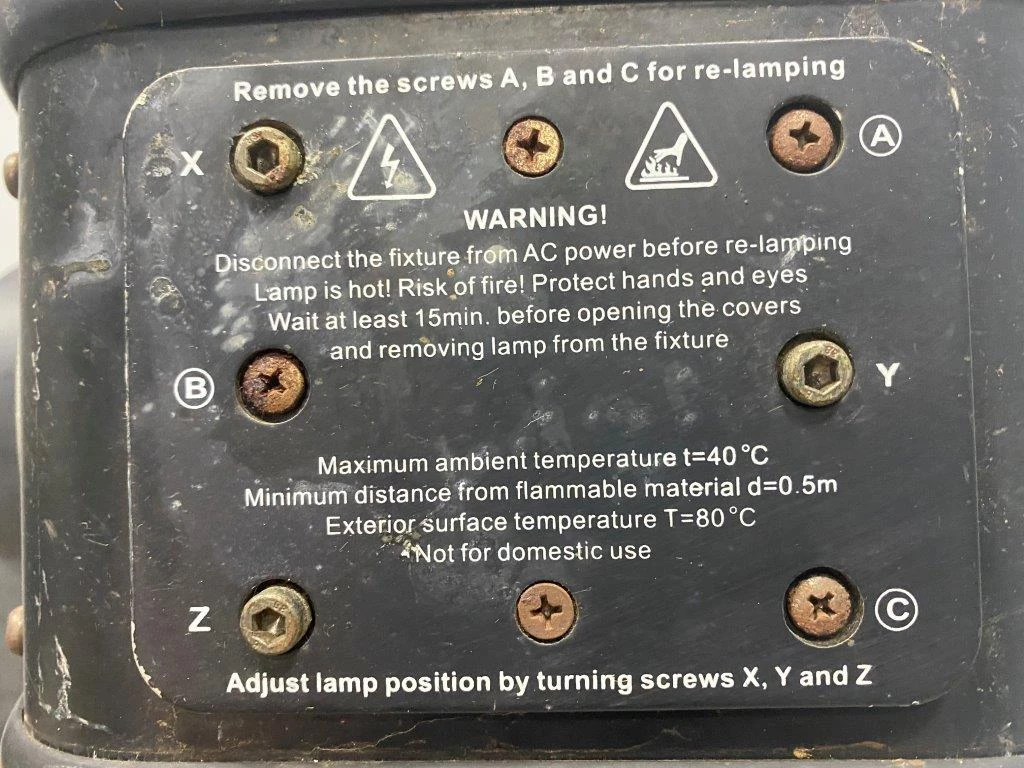 Remove the screws A, B and C for re-lamping
X
A
WARNING!
Disconnect the fixture from AC power before re-lamping
Lamp is hot! Risk of fire! Protect hands and eyes
Wait at least 15min. before opening the covers
and removing lamp from the fixture
B
Y
Maximum ambient temperature t=40°C
Minimum distance from flammable material d=0.5m
Exterior surface temperature T=80°C
Not for domestic use
Z
C
Adjust lamp position by turning screws X, Y and Z